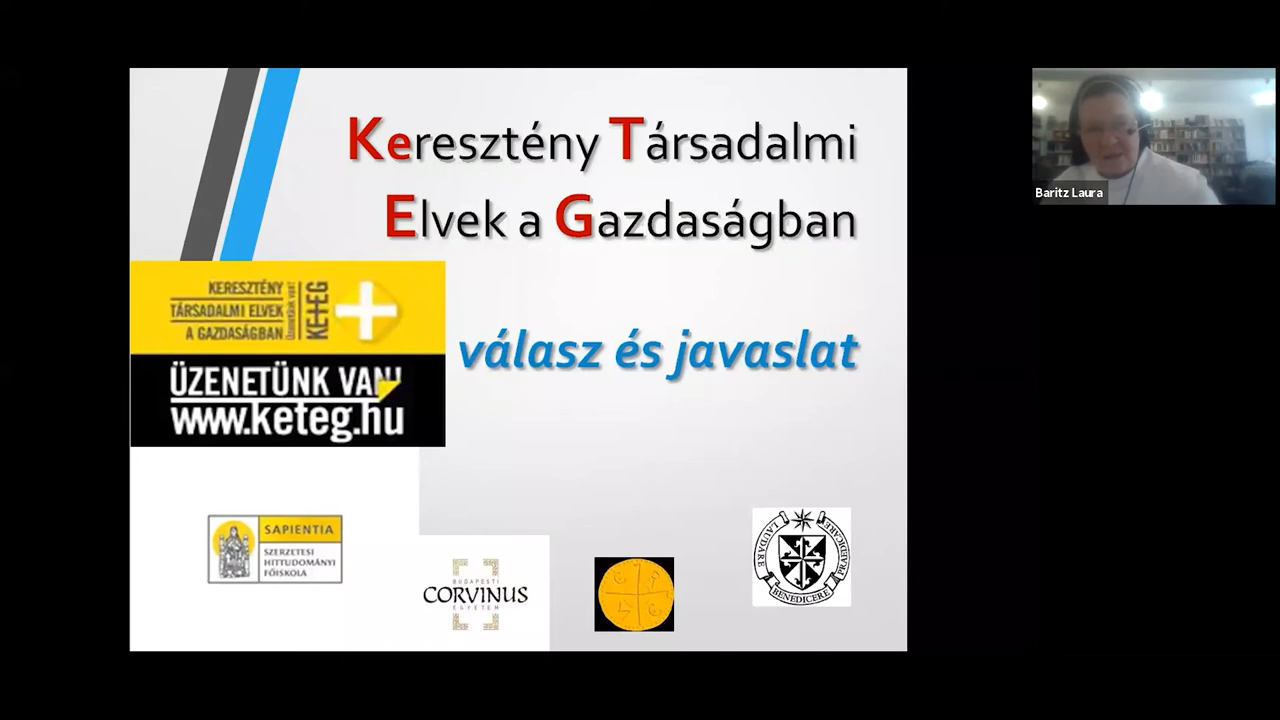 Keresztény Társadalmi
Elvek a Gazdaságban
válasz és javaslat
KERESZTÉNY
TÁRSADALMI ELVEK
A GAZDASÁGBAN
Üzenetünk van!
KETEG
ÜZENETÜNK VAN!
www.keteg.hu
SAPIENTIA
SZERZETESI
HITTUDOMÁNYI
FŐISKOLA
BUDAPESTI
CORVINUS
EGYETEM
LAUDARE
BENEDICERE
PRAEDICARE
Baritz Laura